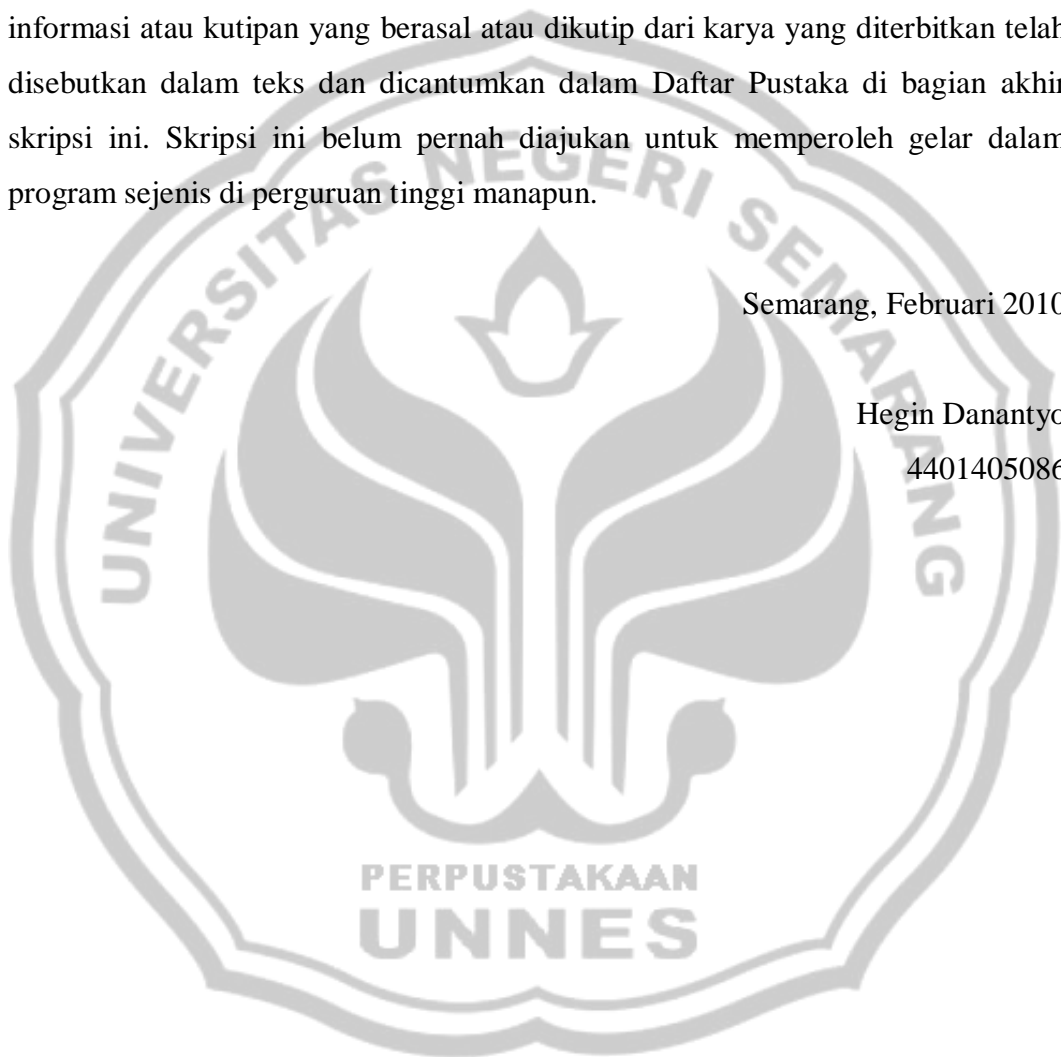 informasi atau kutipan yang berasal atau dikutip dari karya yang diterbitkan telah
disebutkan dalam teks dan dicantumkan dalam Daftar Pustaka di bagian akhir
skripsi ini. Skripsi ini belum pernah diajukan untuk memperoleh gelar dalam
program sejenis di perguruan tinggi manapun.
Semarang, Februari 2010
Hegin Danantyo
4401405086
UNIVERSITAS NEGERI SEMARANG
PERPUSTAKAAN
UNNES